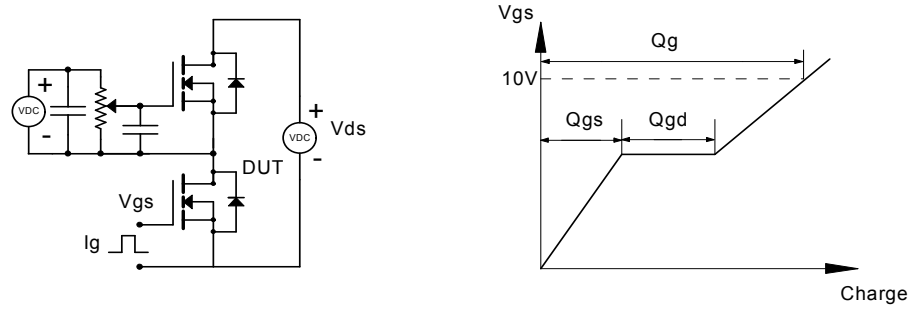 +
VDC
-
+
VDC
-
Vds
DUT
Vgs
Ig
Vgs
Qg
10V
Qgs
Qgd
Charge